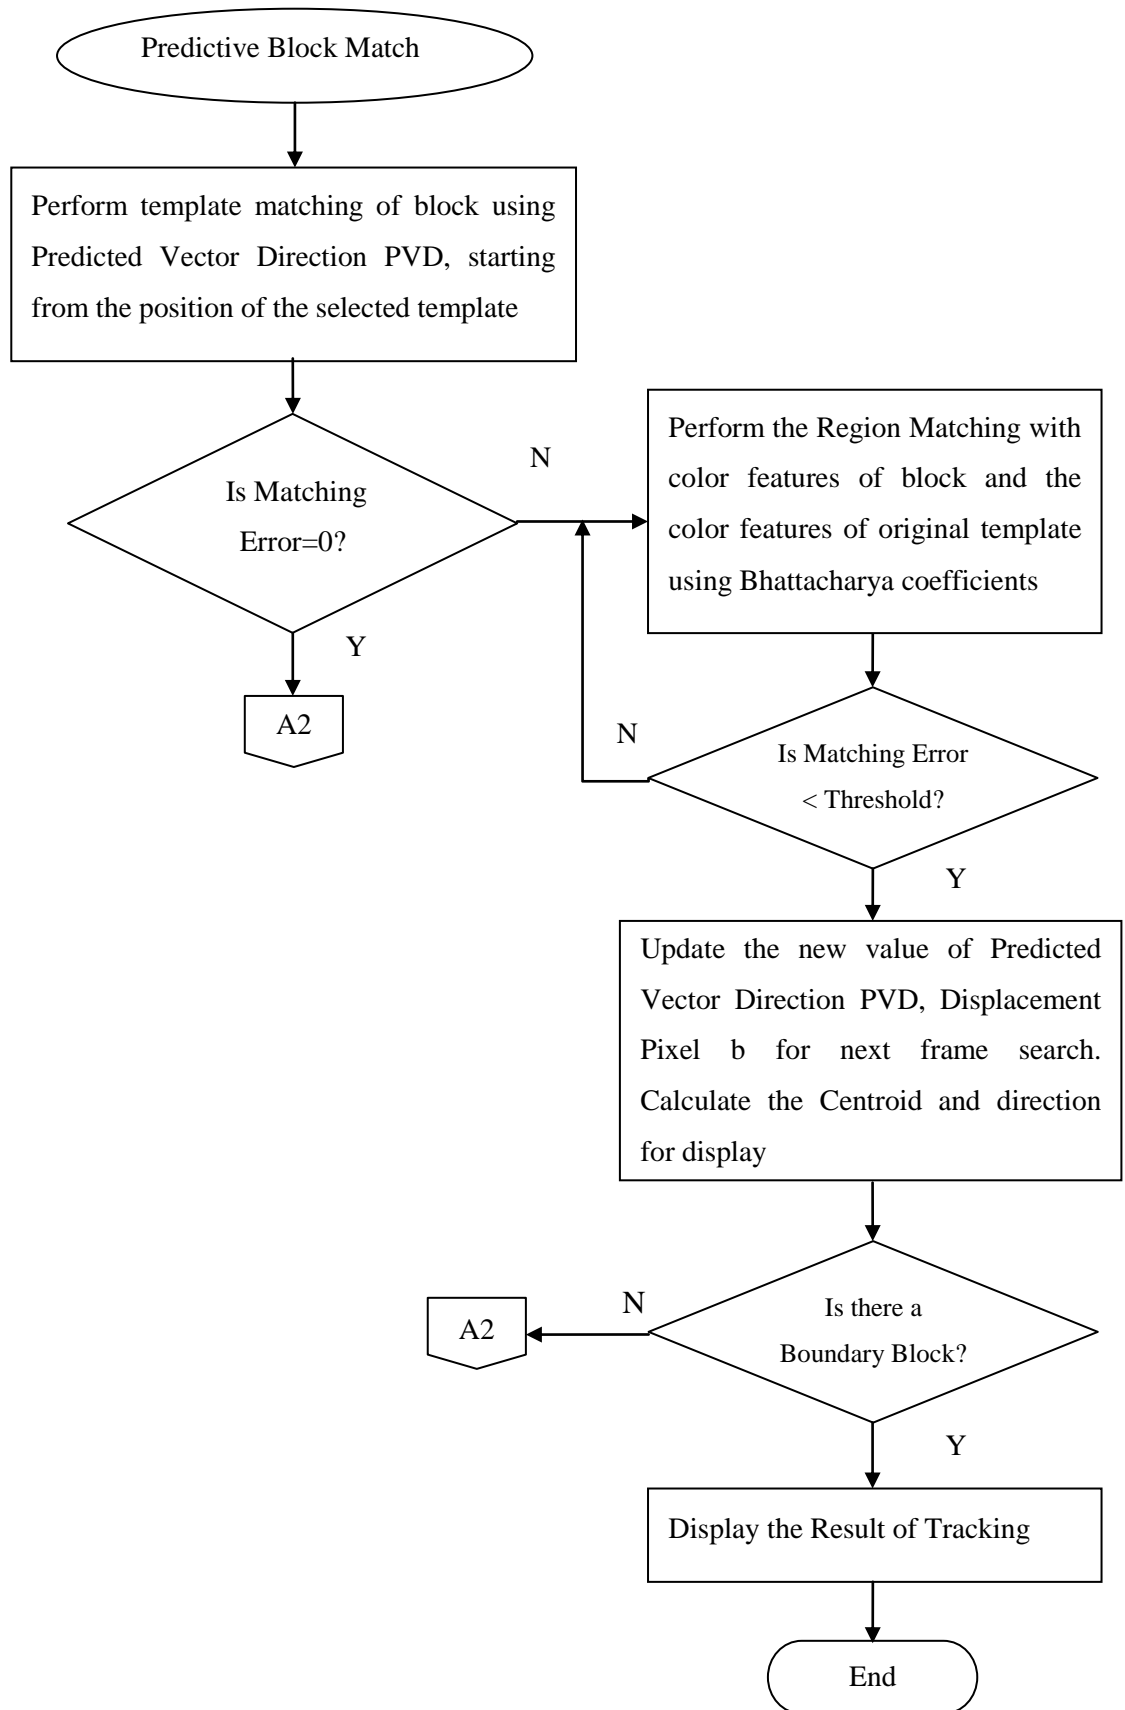 Predictive Block Match
Perform template matching of block using
Predicted Vector Direction PVD, starting
from the position of the selected template
Is Matching
Error=0?
N
Y
A2
Perform the Region Matching with
color features of block and the
color features of original template
using Bhattacharya coefficients
N
Is Matching Error
< Threshold?
Y
Update the new value of Predicted
Vector Direction PVD, Displacement
Pixel b for next frame search.
Calculate the Centroid and direction
for display
N
A2
Is there a
Boundary Block?
Y
Display the Result of Tracking
End